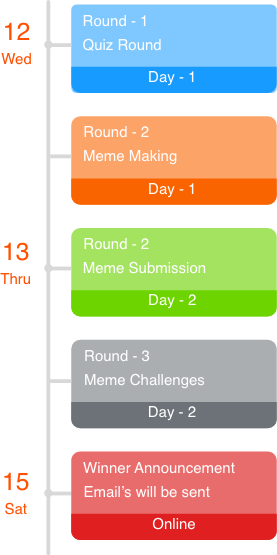 12
Wed
Round - 1
Quiz Round
Day - 1
Round - 2
Meme Making
Day - 1
13
Thru
Round - 2
Meme Submission
Day - 2
Round - 3
Meme Challenges
Day - 2
15
Sat
Winner Announcement
Email's will be sent
Online